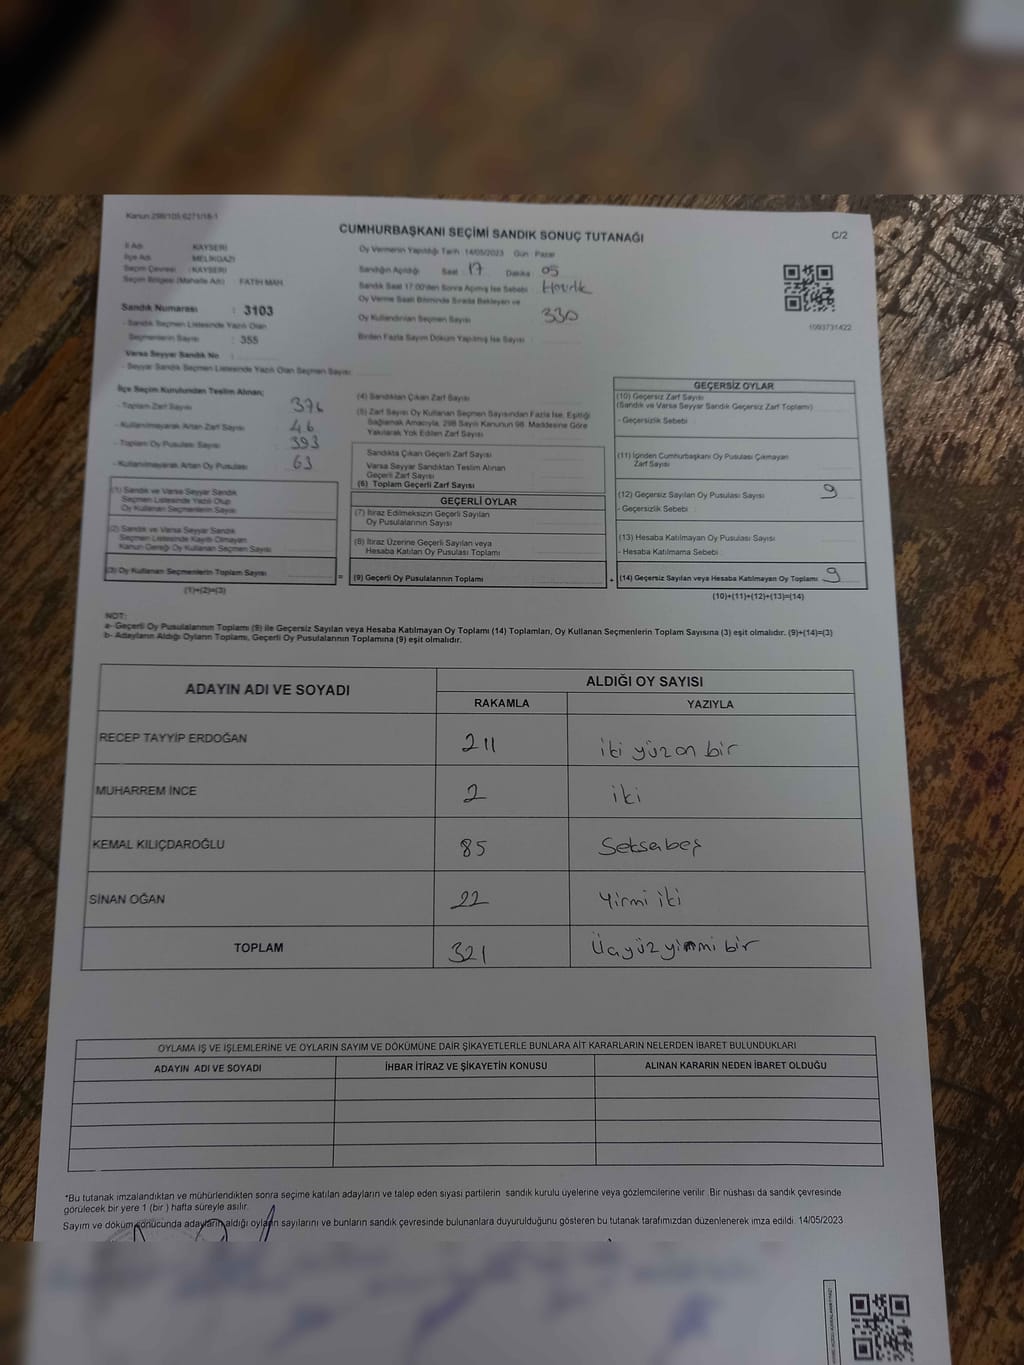 Kanun 298/105 6271/18-1
CUMHURBAŞKANI SEÇİMİ SANDIK SONUÇ TUTANAĞI
C/2
İl Adı : KAYSERİ
İlçe Adı : MELİKGAZİ
Seçim Çevresi : KAYSERİ
Seçim Bölgesi (Mahalle Adı) : FATİH MAH.
Sandık Numarası : 3103
- Sandık Seçmen Listesinde Yazılı Olan
Seçmenlerin Sayısı : 355
Varsa Seyyar Sandık No :
- Seyyar Sandık Seçmen Listesinde Yazılı Olan Seçmen Sayısı
Oy Vermenin Yapıldığı Tarih :14/05/2023 Gün : Pazar
Sandığın Açıldığı Saat 17 Dakika 05
Sandık Saat 17:00'den Sonra Açılmış İse Sebebi :
Oy Verme Saati Bitiminde Sırada Bekleyen ve
Oy Kullandırılan Seçmen Sayısı 330
Birden Fazla Sayım Döküm Yapılmış İse Sayısı
1093731422
İlçe Seçim Kurulundan Teslim Alınan;
- Toplam Zarf Sayısı 376
- Kullanılmayarak Artan Zarf Sayısı 46
- Toplam Oy Pusulası Sayısı 393
- Kullanılmayarak Artan Oy Pusulası 63
(1) Sandık ve Varsa Seyyar Sandık
Seçmen Listesinde Yazılı Olup
Oy Kullanan Seçmenlerin Sayısı
(2) Sandık ve Varsa Seyyar Sandık
Seçmen Listesinde Kayıtlı Olmayan
Kanun Gereği Oy Kullanan Seçmen Sayısı
(3) Oy Kullanan Seçmenlerin Toplam Sayısı
(1)+(2)=(3)
(4) Sandıktan Çıkan Zarf Sayısı
(5) Zarf Sayısı Oy Kullanan Seçmen Sayısından Fazla İse, Eşitliği
Sağlamak Amacıyla, 298 Sayılı Kanunun 98. Maddesine Göre
Yakılarak Yok Edilen Zarf Sayısı
Sandıkta Çıkan Geçerli Zarf Sayısı
Varsa Seyyar Sandıktan Teslim Alınan
Geçerli Zarf Sayısı
(6) Toplam Geçerli Zarf Sayısı
GEÇERLİ OYLAR
(7) İtiraz Edilmeksizin Geçerli Sayılan
Oy Pusulalarının Sayısı
(8) İtiraz Üzerine Geçerli Sayılan veya
Hesaba Katılan Oy Pusulası Toplamı
= (9) Geçerli Oy Pusulalarının Toplamı
GEÇERSİZ OYLAR
(10) Geçersiz Zarf Sayısı
(Sandık ve Varsa Seyyar Sandık Geçersiz Zarf Toplamı)
- Geçersizlik Sebebi :
(11) İçinden Cumhurbaşkanı Oy Pusulası Çıkmayan
Zarf Sayısı
(12) Geçersiz Sayılan Oy Pusulası Sayısı 9
- Geçersizlik Sebebi :
(13) Hesaba Katılmayan Oy Pusulası Sayısı
- Hesaba Katılmama Sebebi :
+ (14) Geçersiz Sayılan veya Hesaba Katılmayan Oy Toplamı 9
(10)+(11)+(12)+(13)=(14)
NOT:
a- Geçerli Oy Pusulalarının Toplamı (9) ile Geçersiz Sayılan veya Hesaba Katılmayan Oy Toplamı (14) Toplamları, Oy Kullanan Seçmenlerin Toplam Sayısına (3) eşit olmalıdır. (9)+(14)=(3)
b- Adayların Aldığı Oyların Toplamı, Geçerli Oy Pusulalarının Toplamına (9) eşit olmalıdır.
ADAYIN ADI VE SOYADI
ALDIĞI OY SAYISI
RAKAMLA YAZIYLA
RECEP TAYYİP ERDOĞAN 211 iki yüz on bir
MUHARREM İNCE 2 iki
KEMAL KILIÇDAROĞLU 85 Seksabeş
SİNAN OĞAN 22 Yirmi iki
TOPLAM 321 Üçyüz yirmi bir
OYLAMA İŞ VE İŞLEMLERİNE VE OYLARIN SAYIM VE DÖKÜMÜNE DAİR ŞİKAYETLERLE BUNLARA AİT KARARLARIN NELERDEN İBARET BULUNDUKLARI
ADAYIN ADI VE SOYADI İHBAR İTİRAZ VE ŞİKAYETİN KONUSU ALINAN KARARIN NEDEN İBARET OLDUĞU
*Bu tutanak imzalandıktan ve mühürlendikten sonra seçime katılan adayların ve talep eden siyasi partilerin sandık kurulu üyelerine veya gözlemcilerine verilir .Bir nüshası da sandık çevresinde
görülecek bir yere 1 (bir ) hafta süreyle asılır.
Sayım ve döküm sonucunda adayların aldığı oyların sayılarını ve bunların sandık çevresinde bulunanlara duyurulduğunu gösteren bu tutanak tarafımızdan düzenlenerek imza edildi. 14/05/2023